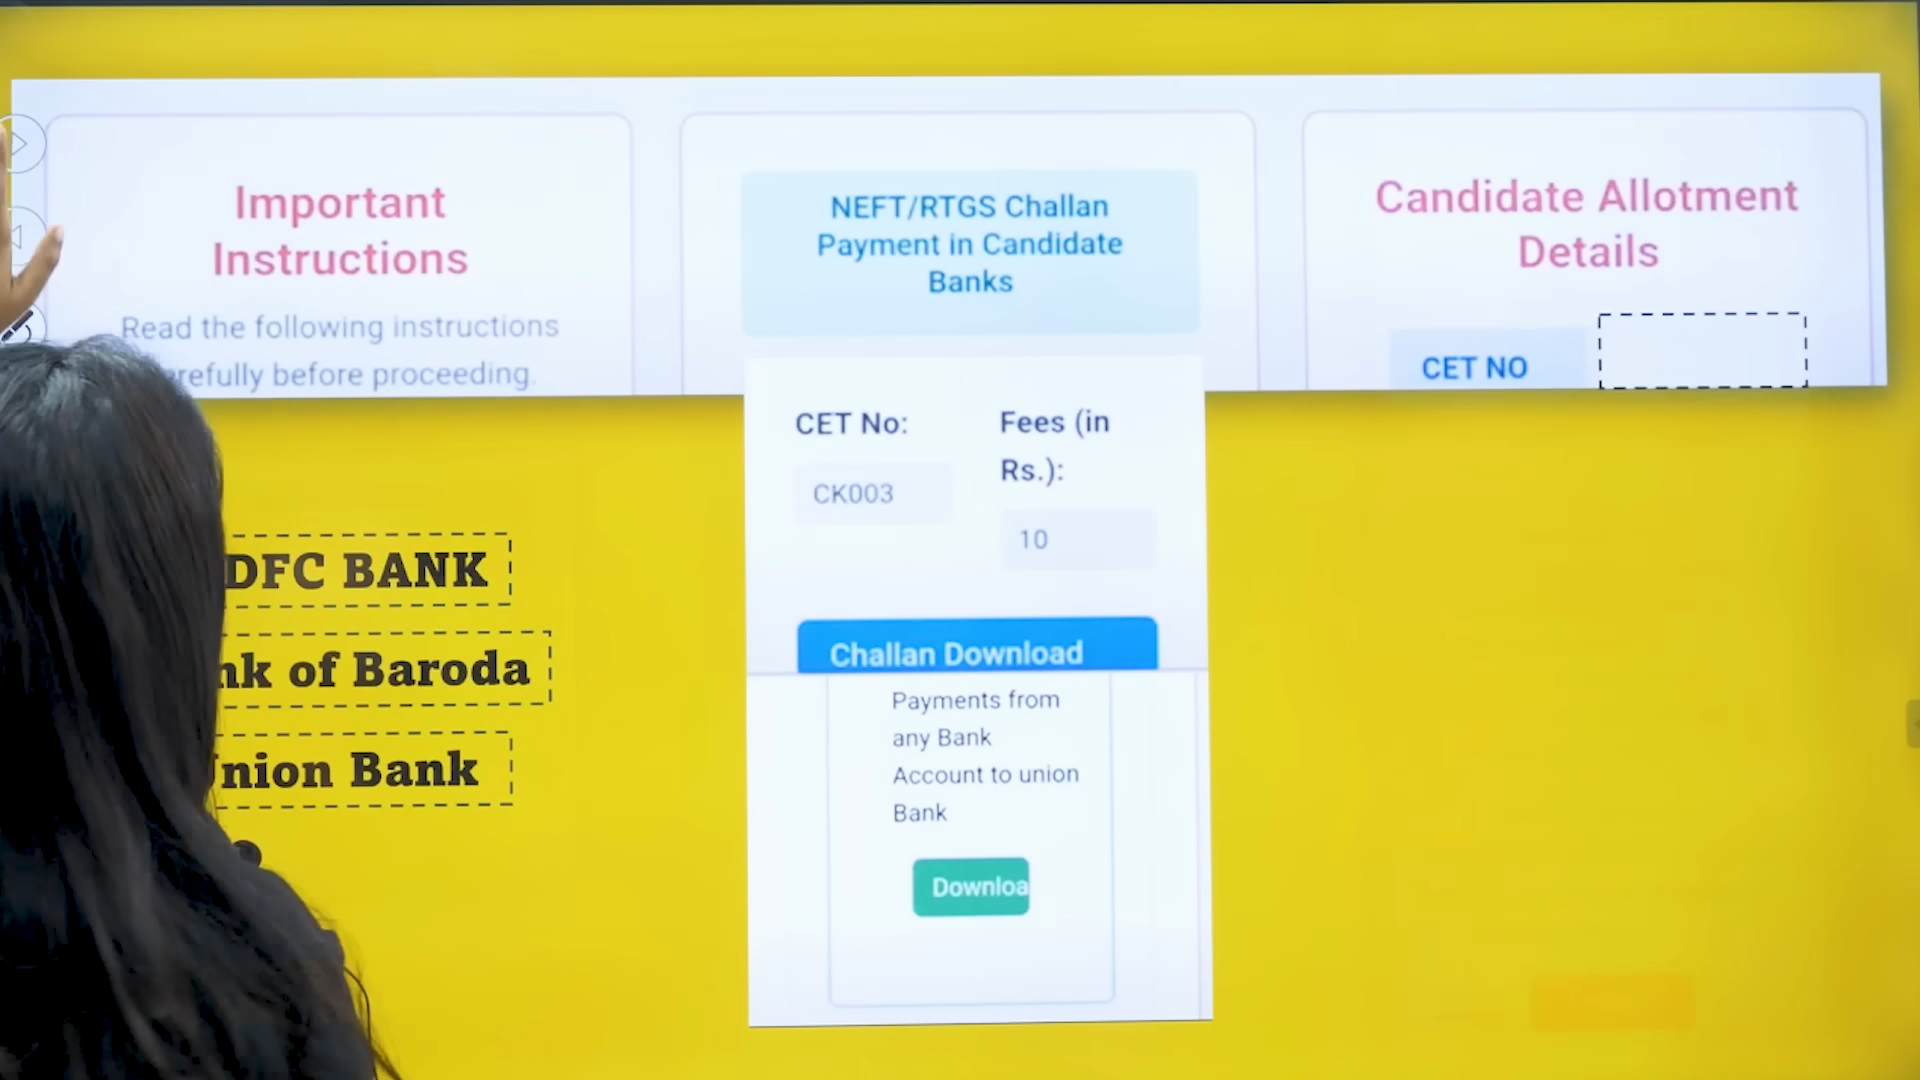 Important
Instructions
Read the following instructions
before proceeding.
NEFT/RTGS Challan
Payment in Candidate
Banks
CET No:
CK003
Fees (in
Rs.):
10
Challan Download
Payments from
any Bank
Account to union
Bank
Downloa
Candidate Allotment
Details
CET NO
DFC BANK
nk of Baroda
nion Bank